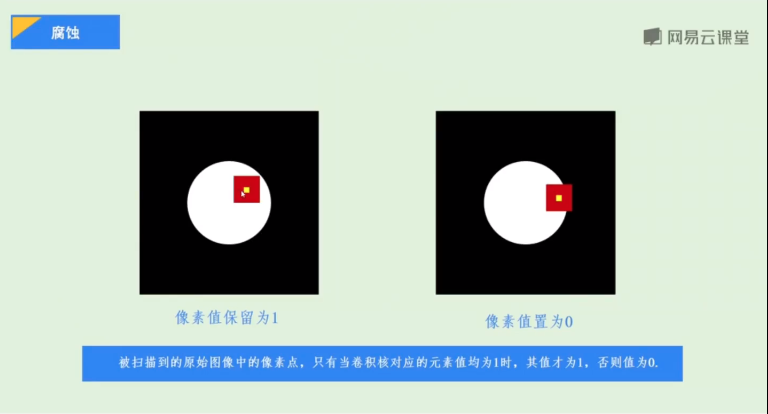 腐蚀
网易云课堂
像素值保留为1
像素值置为0
被扫描到的原始图像中的像素点，只有当卷积核对应的元素值均为1时，其值才为1，否则值为0.